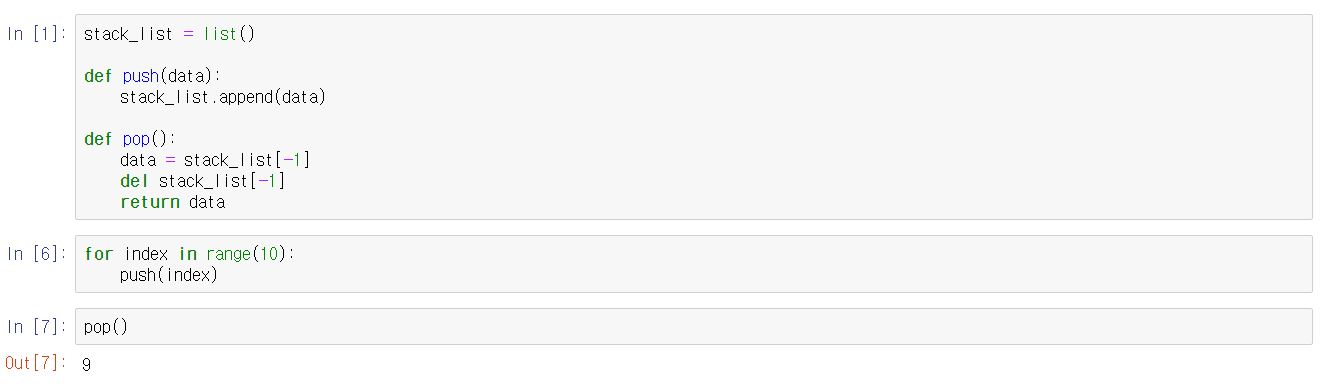 In [1]: stack_list = list()
def push(data):
    stack_list.append(data)
def pop():
    data = stack_list[-1]
    del stack_list[-1]
    return data
In [6]: for index in range(10):
    push(index)
In [7]: pop()
Out[7]: 9